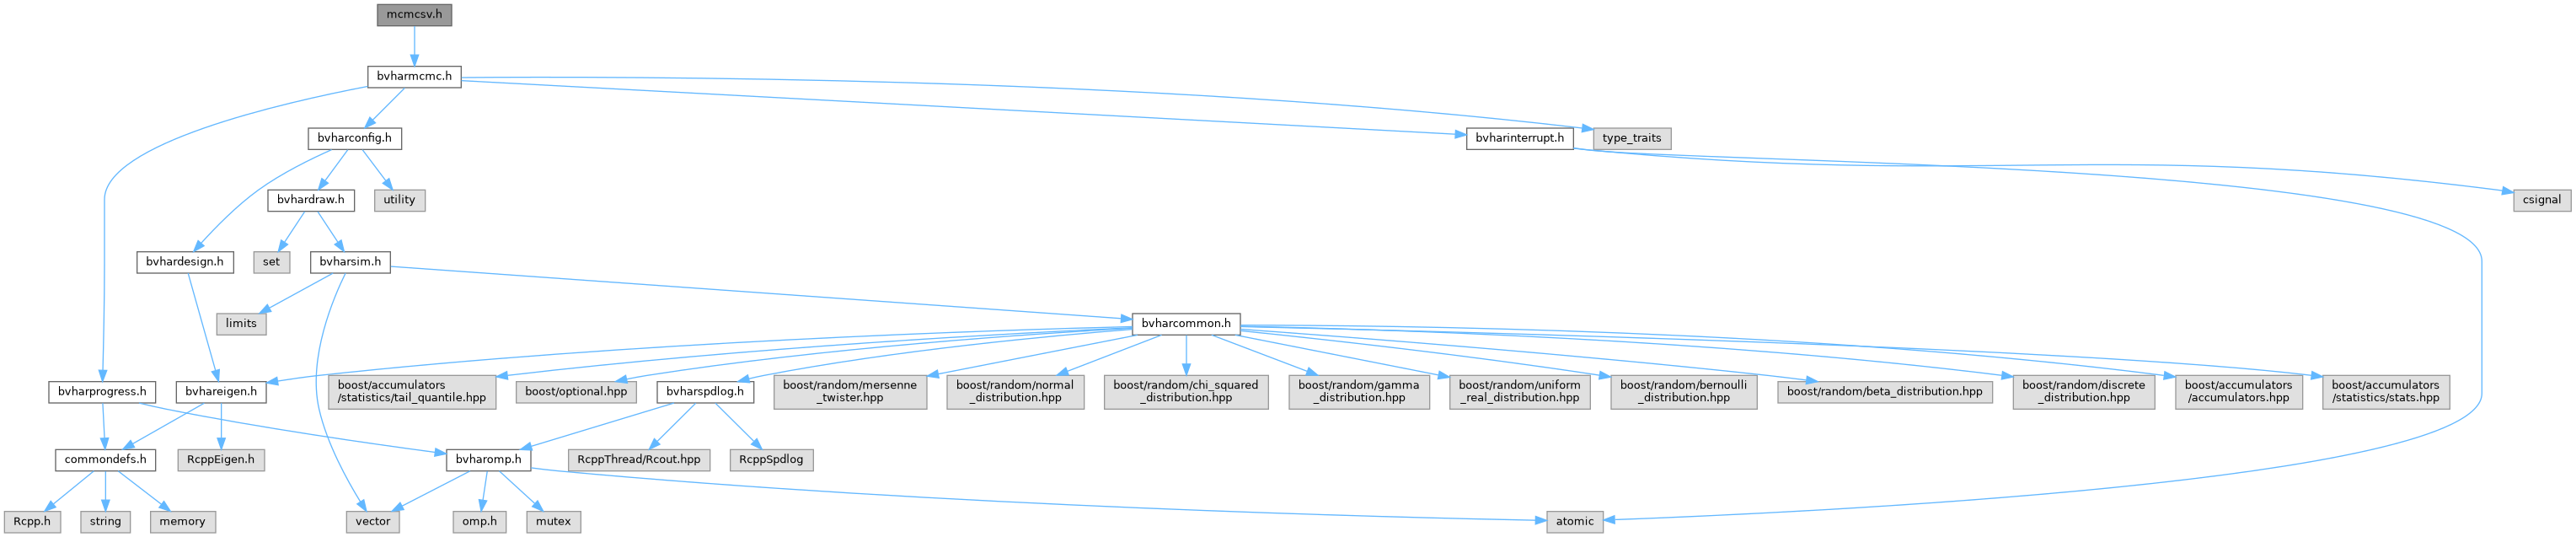 mcmcsv.h
bvharmcmc.h
bvharconfig.h
bvharinterrupt.h
type_traits
bvhardraw.h
utility
csignal
bvhardesign.h
set
bvharsim.h
limits
bvharcommon.h
bvharprogress.h
bvhareigen.h
boost/accumulators
/statistics/tail_quantile.hpp
boost/optional.hpp
bvharspdlog.h
boost/random/mersenne
_twister.hpp
boost/random/normal
_distribution.hpp
boost/random/chi_squared
_distribution.hpp
boost/random/gamma
_distribution.hpp
boost/random/uniform
_real_distribution.hpp
boost/random/bernoulli
_distribution.hpp
boost/random/beta_distribution.hpp
boost/random/discrete
_distribution.hpp
boost/accumulators
/accumulators.hpp
boost/accumulators
/statistics/stats.hpp
commondefs.h
RcppEigen.h
bvharomp.h
RcppThread/Rcout.hpp
RcppSpdlog
Rcpp.h
string
memory
vector
omp.h
mutex
atomic